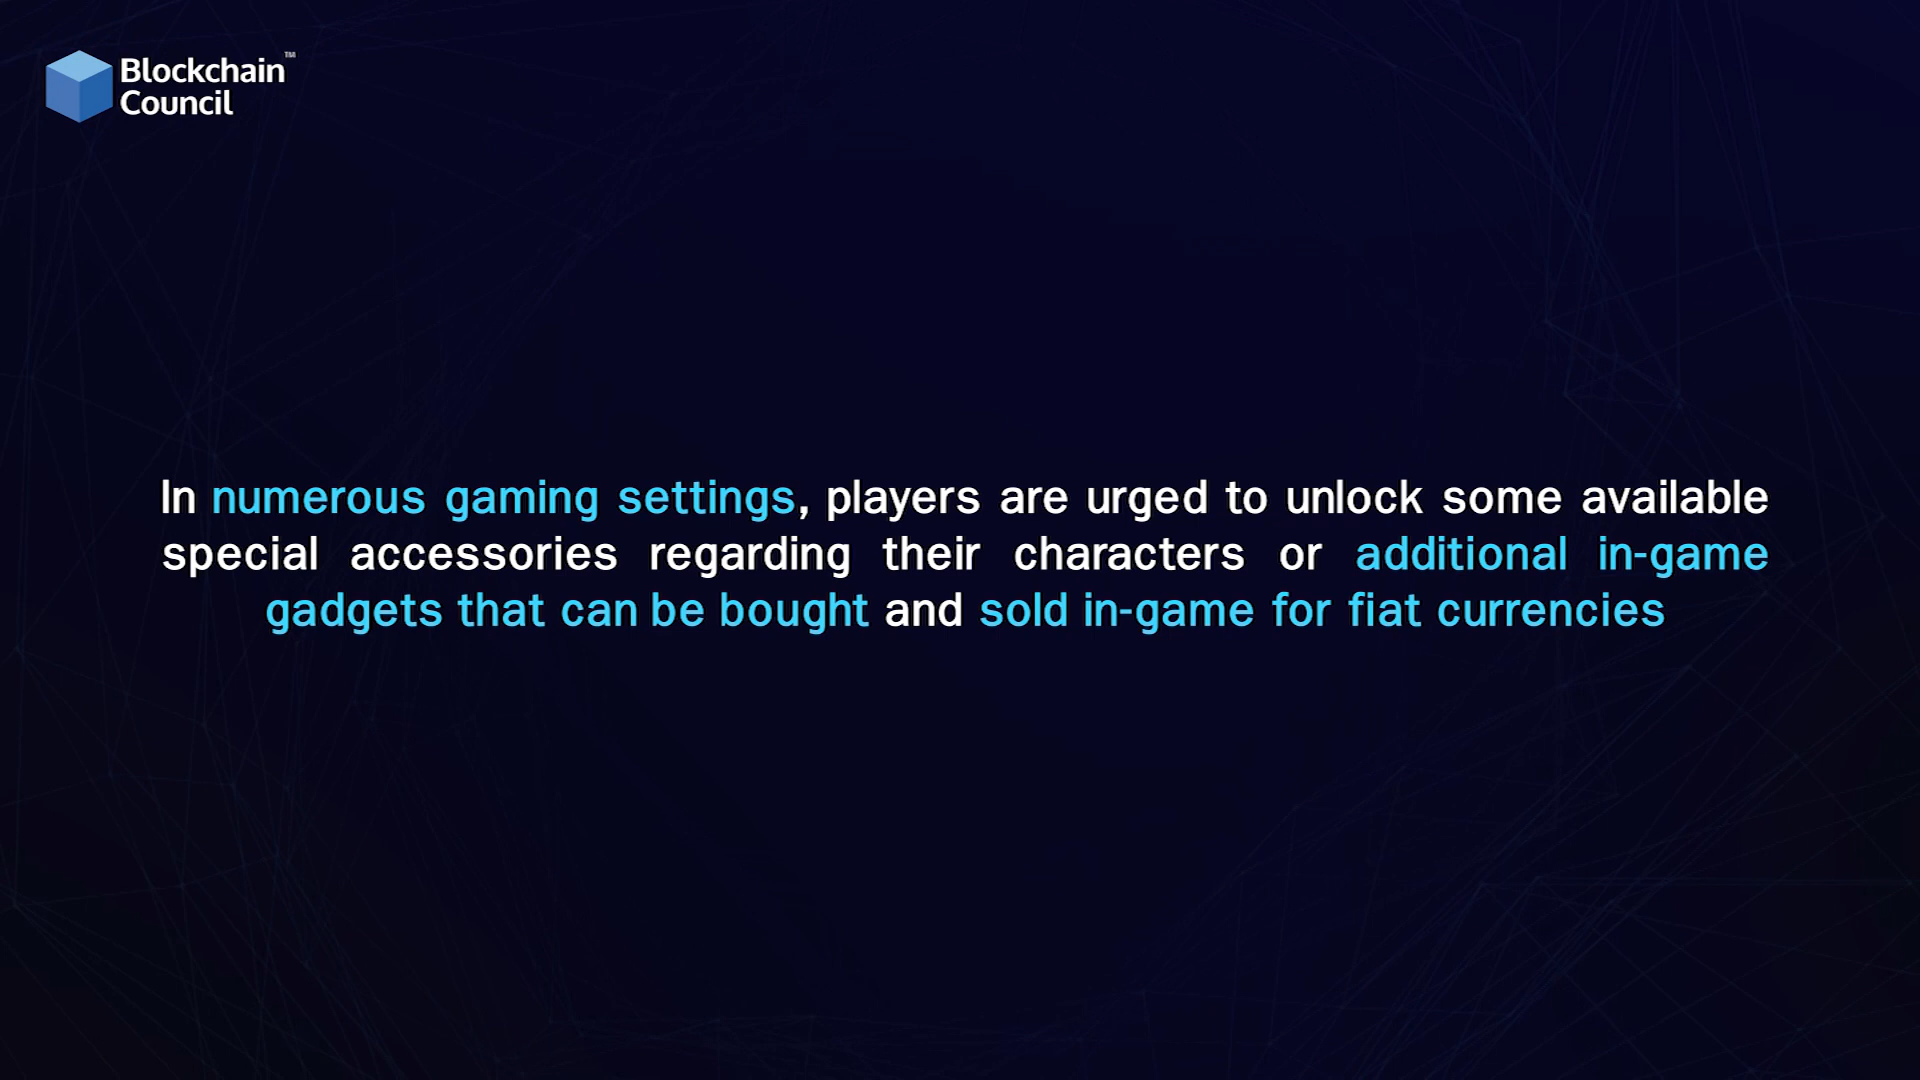 Blockchain™
Council
In numerous gaming settings, players are urged to unlock some available
special accessories regarding their characters or additional in-game
gadgets that can be bought and sold in-game for fiat currencies